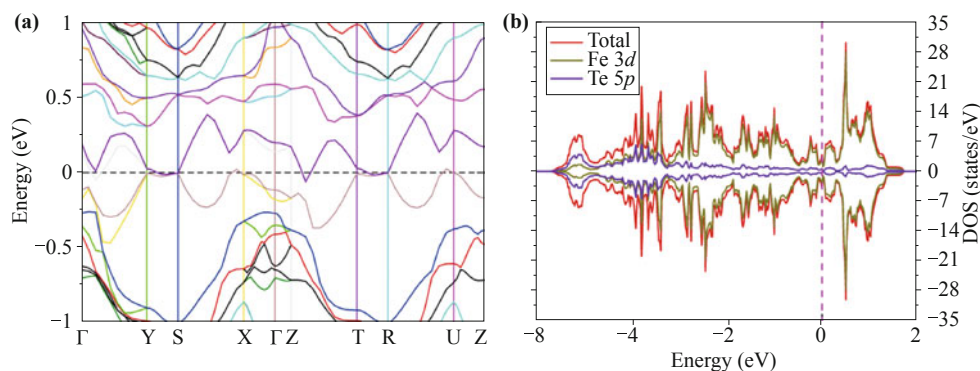 (a)
Energy (eV)
1
0.5
0
−0.5
−1
Γ Y S X Γ Z T R U Z
(b)
Total
Fe 3d
Te 5p
35
28
21
14
7
0
−7
−14
−21
−28
−35
DOS (states/eV)
−8 −6 −4 −2 0 2
Energy (eV)